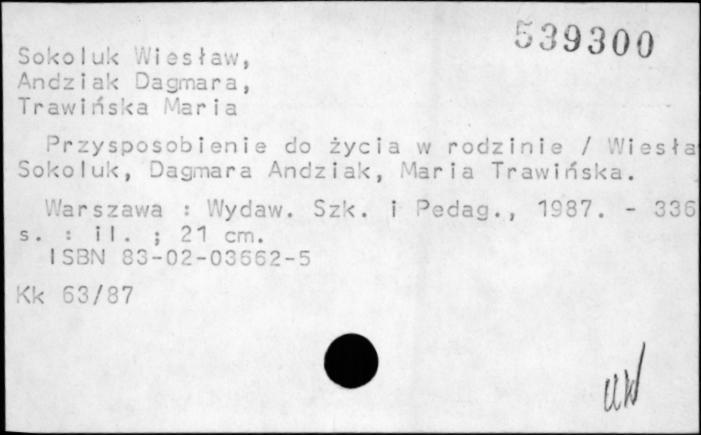 539300
Sokoluk Wiesław,
Andziak Dagmara,
Trawińska Maria
Przysposobienie do życia w rodzinie / Wiesła
Sokoluk, Dagmara Andziak, Maria Trawińska.
Warszawa : Wydaw. Szk. i Pedag., 1987. - 336
s. : il. ; 21 cm.
ISBN 83-02-03662-5
Kk 63/87